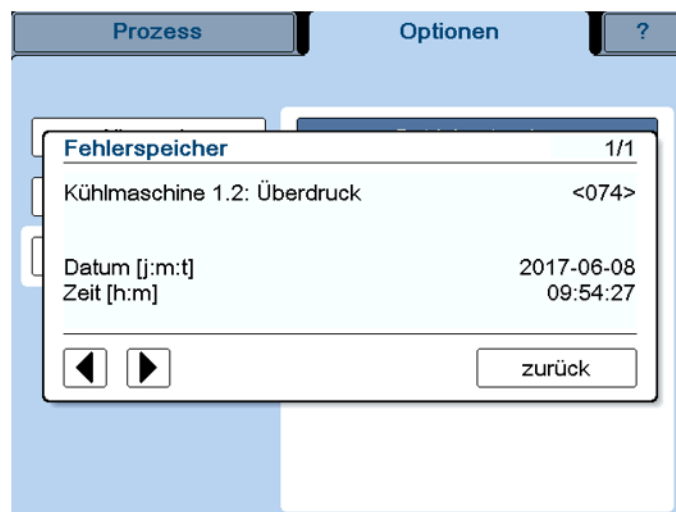 Prozess
Optionen
?
Fehlerspeicher
1/1
Kühlmaschine 1.2: Überdruck
<074>
Datum [j:m:t]
2017-06-08
Zeit [h:m]
09:54:27
zurück